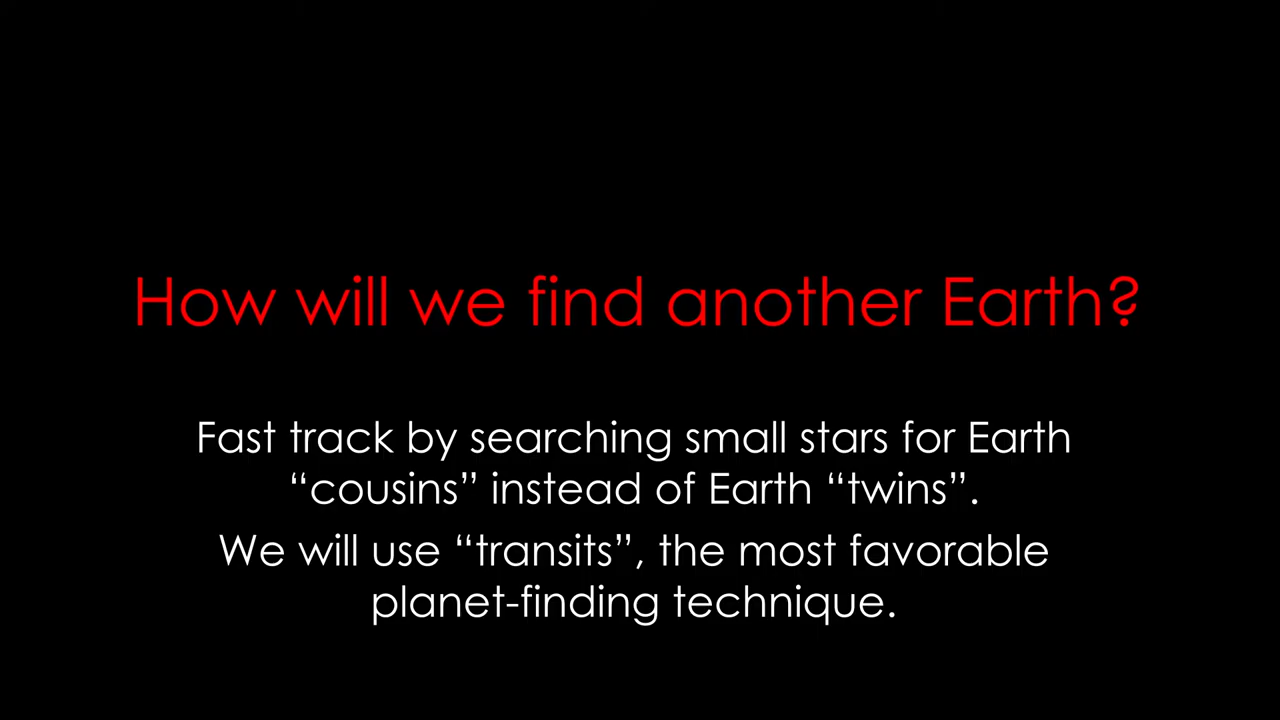 How will we find another Earth?
Fast track by searching small stars for Earth
“cousins” instead of Earth “twins”.
We will use “transits”, the most favorable
planet-finding technique.